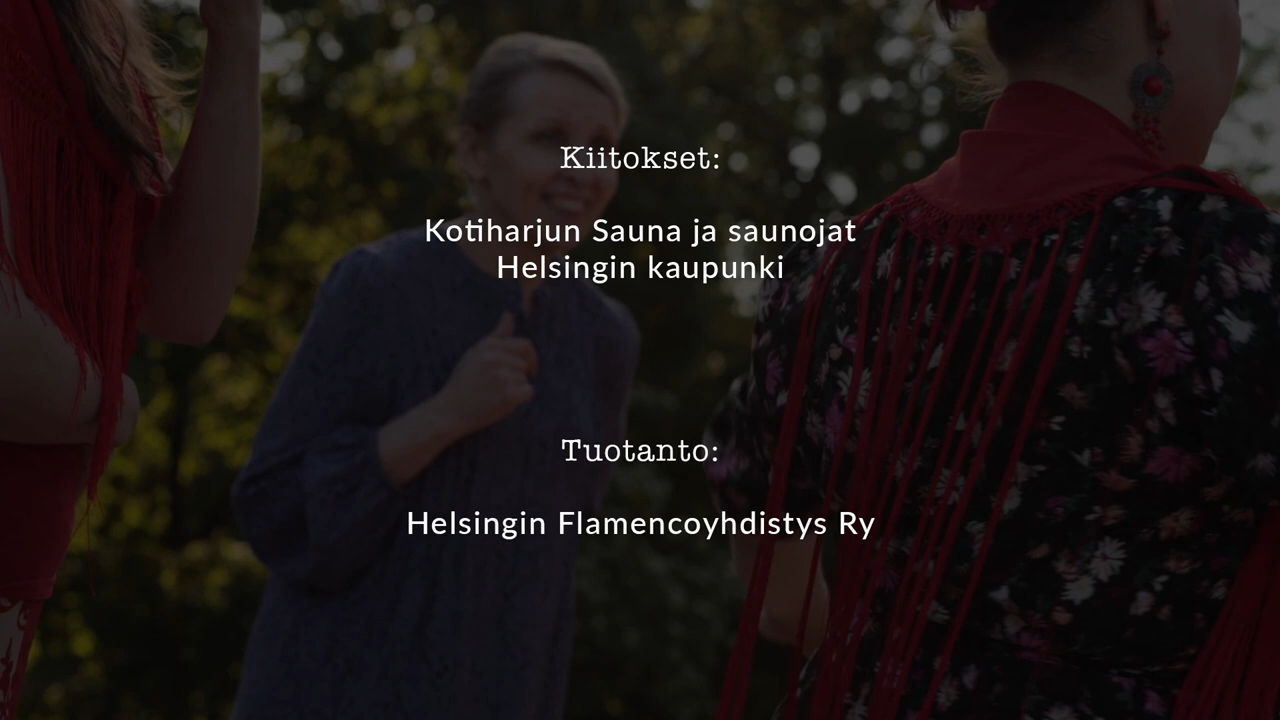 Kiitokset:
Kotiharjun Sauna ja saunojat
Helsingin kaupunki
Tuotanto:
Helsingin Flamencoyhdistys Ry